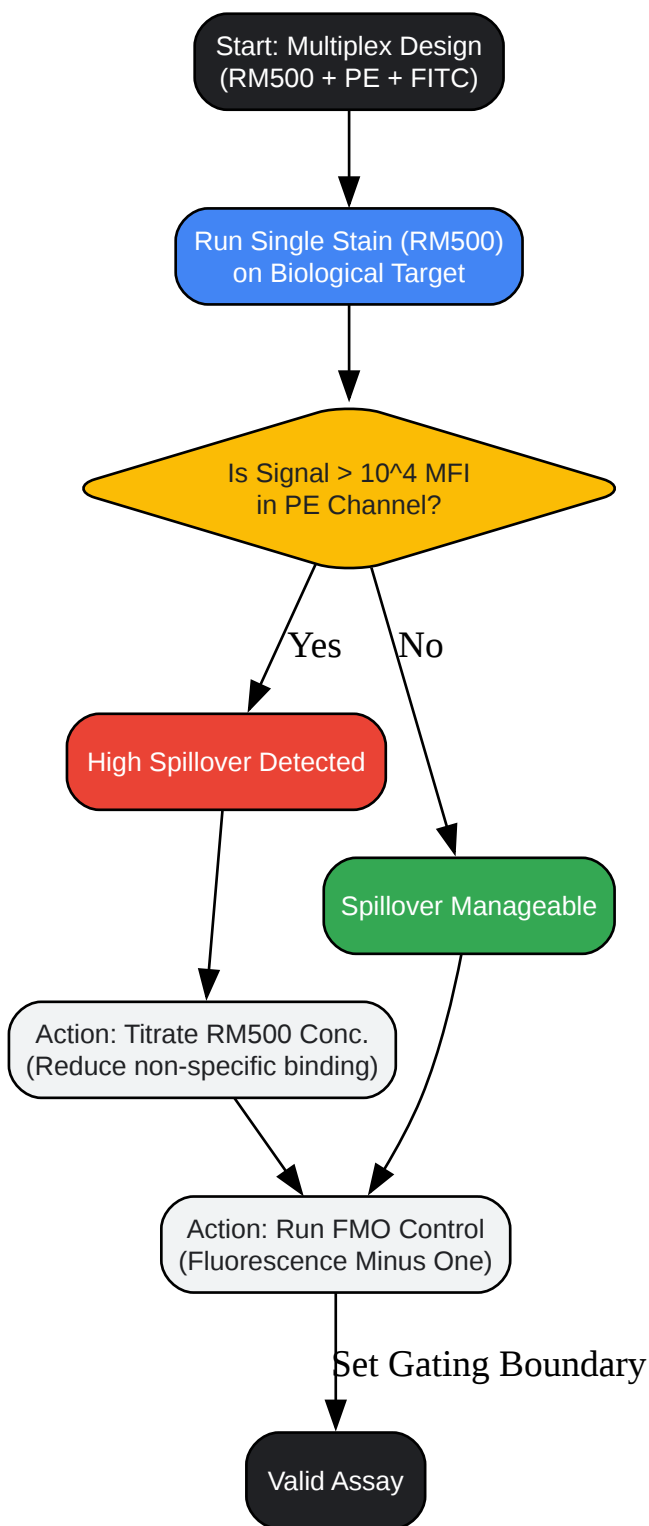 Start: Multiplex Design
(RM500 + PE + FITC)
Run Single Stain (RM500)
on Biological Target
Is Signal > 10^4 MFI
in PE Channel?
Yes
No
High Spillover Detected
Spillover Manageable
Action: Titrate RM500 Conc.
(Reduce non-specific binding)
Action: Run FMO Control
(Fluorescence Minus One)
Set Gating Boundary
Valid Assay